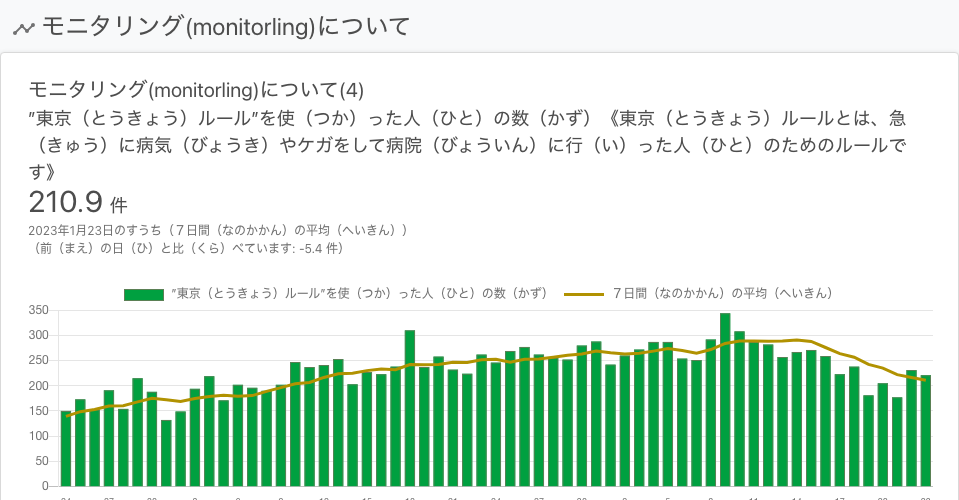 モニタリング(monitorling)について
モニタリング(monitorling)について(4)
”東京（とうきょう）ルール”を使（つか）った人（ひと）の数（かず）《東京（とうきょう）ルールとは、急
（きゅう）に病気（びょうき）やケガをして病院（びょういん）に行（い）った人（ひと）のためのルールで
す》
210.9 件
2023年1月23日のすうち（７日間（なのかかん）の平均（へいきん））
（前（まえ）の日（ひ）と比（くら）べています: -5.4 件）
”東京（とうきょう）ルール”を使（つか）った人（ひと）の数（かず） ７日間（なのかかん）の平均（へいきん）
350
300
250
200
150
100
50
0